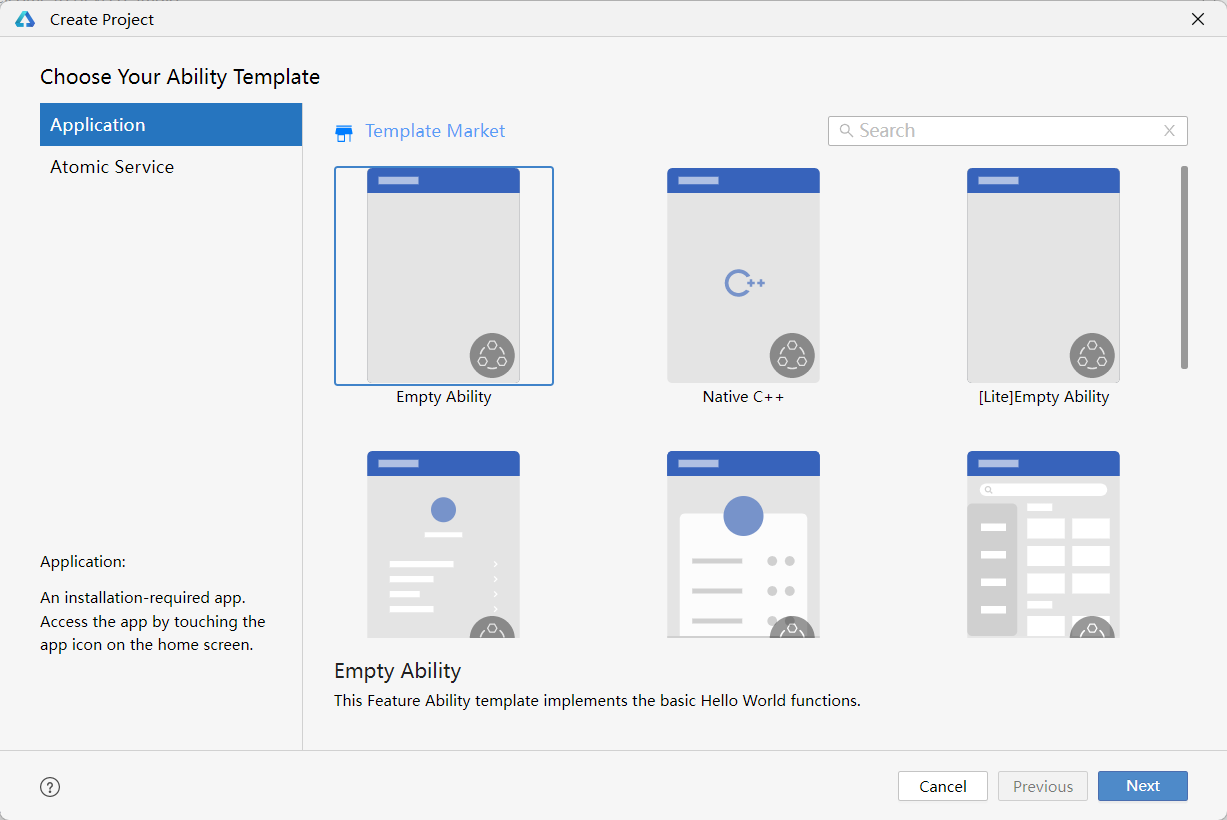 Create Project
Choose Your Ability Template
Application
Atomic Service
Template Market
Search
C++
Empty Ability
Native C++
[Lite]Empty Ability
Application:
An installation-required app.
Access the app by touching the
app icon on the home screen.
Empty Ability
This Feature Ability template implements the basic Hello World functions.
?
Cancel
Previous
Next